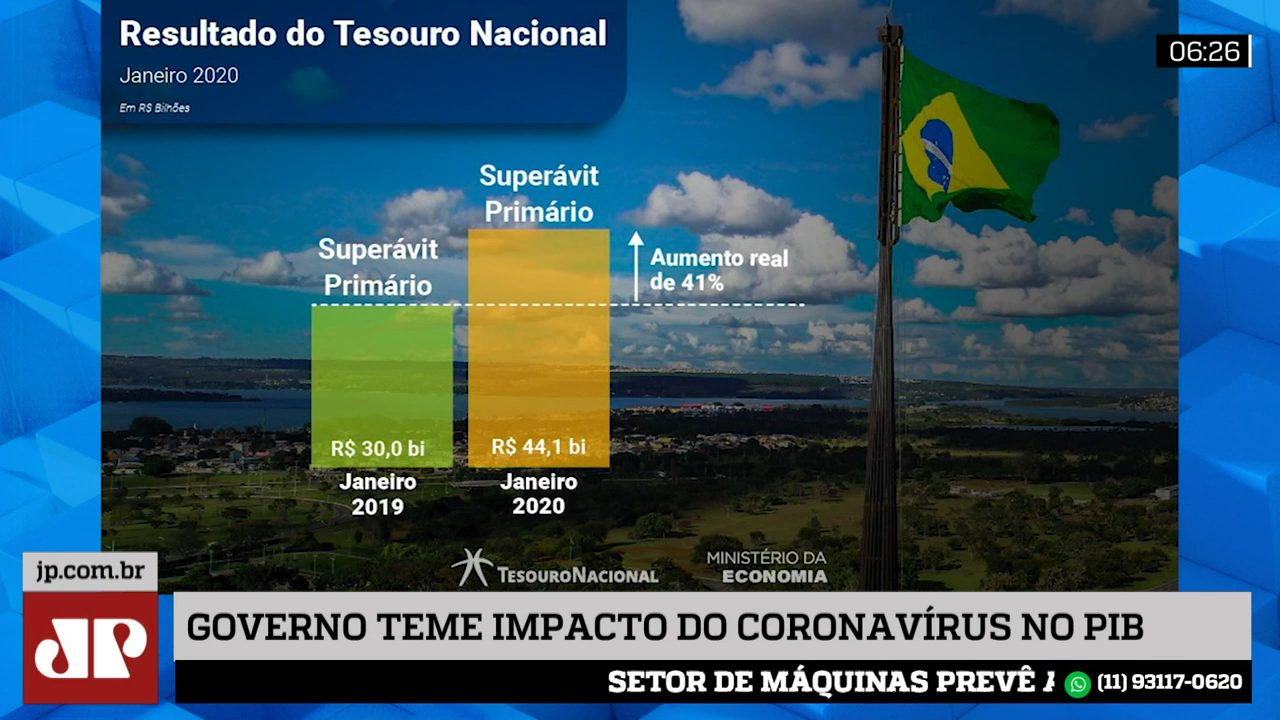 Resultado do Tesouro Nacional
Janeiro 2020
Em R$ Bilhões
06:26
Superávit
Primário
Superávit
Primário
Aumento real
de 41%
R$ 30,0 bi
R$ 44,1 bi
Janeiro
2019
Janeiro
2020
TESOURONACIONAL
MINISTÉRIO DA
ECONOMIA
jp.com.br
JP
GOVERNO TEME IMPACTO DO CORONAVÍRUS NO PIB
SETOR DE MÁQUINAS PREVÊ
(11) 93117-0620